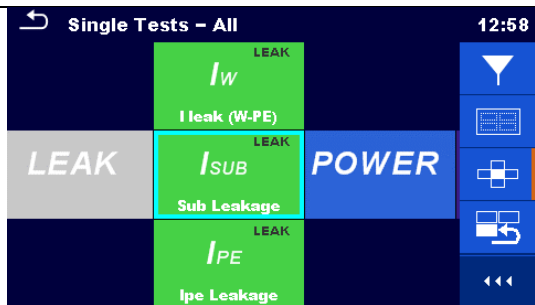 Single Tests – All 12:58
LEAK
Iw
I leak (W-PE)
LEAK
LEAK
ISUB
Sub Leakage
POWER
LEAK
IPE
Ipe Leakage